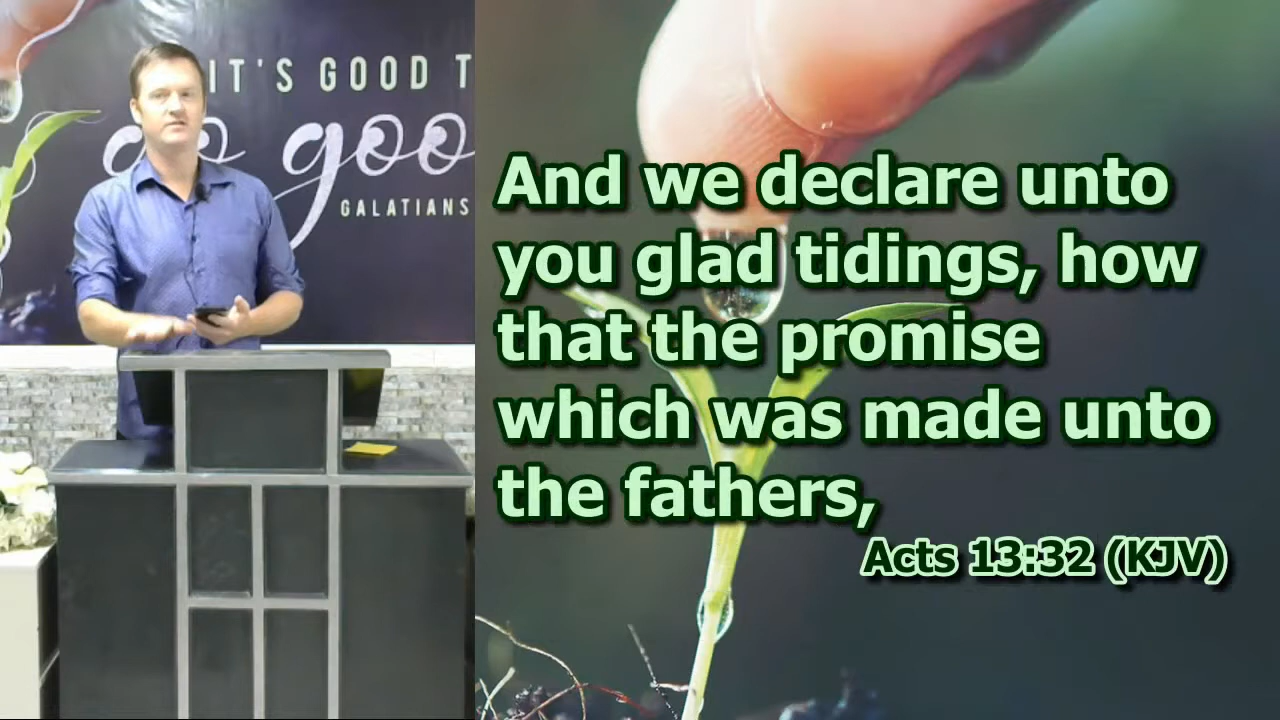 IT'S GOOD T
do goo
GALATIANS
And we declare unto
you glad tidings, how
that the promise
which was made unto
the fathers,
Acts 13:32 (KJV)